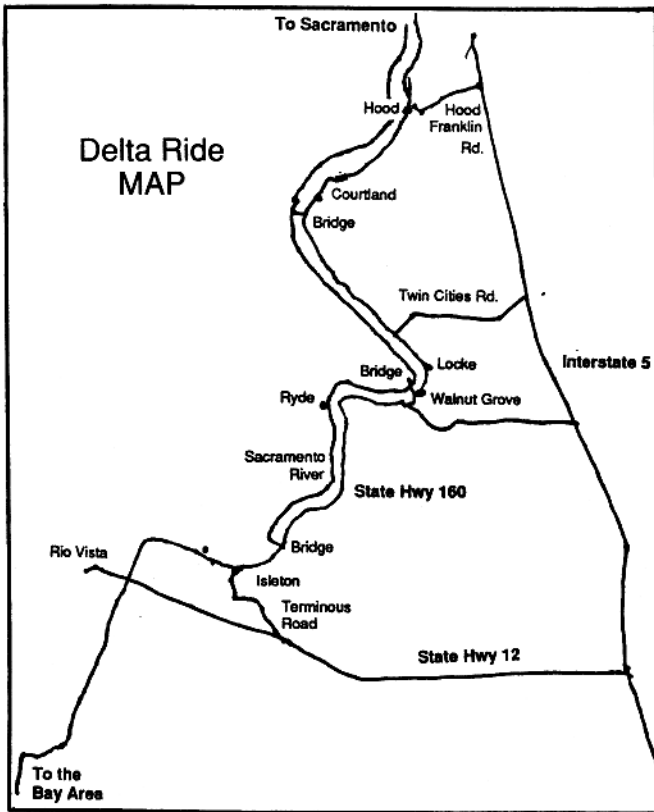 To Sacramento
Hood
Hood
Franklin
Rd.
Delta Ride
MAP
Courtland
Bridge
Twin Cities Rd.
Bridge
Locke
Interstate 5
Ryde
Walnut Grove
Sacramento
River
State Hwy 160
Rio Vista
Bridge
Isleton
Terminous
Road
State Hwy 12
To the
Bay Area